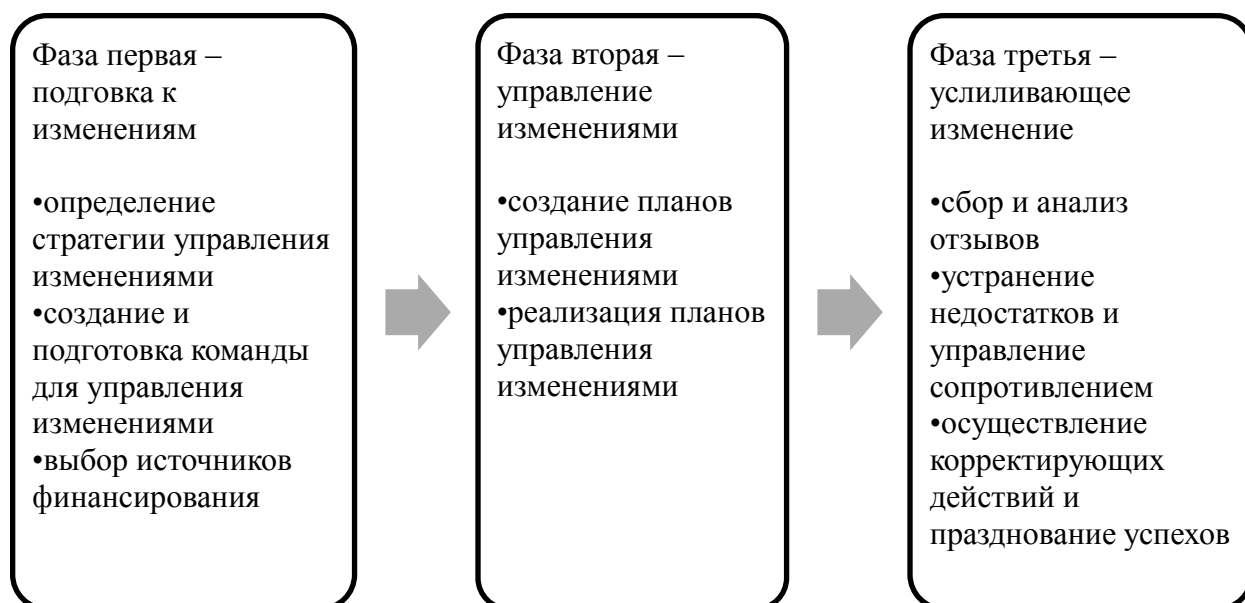 Фаза первая –
подговка к
изменениям
•определение
стратегии управления
изменениями
•создание и
подготовка команды
для управления
изменениями
•выбор источников
финансирования
Фаза вторая –
управление
изменениями
•создание планов
управления
изменениями
•реализация планов
управления
изменениями
Фаза третья –
услиливающее
изменение
•сбор и анализ
отзывов
•устранение
недостатков и
управление
сопротивлением
•осуществление
корректирующих
действий и
празднование успехов